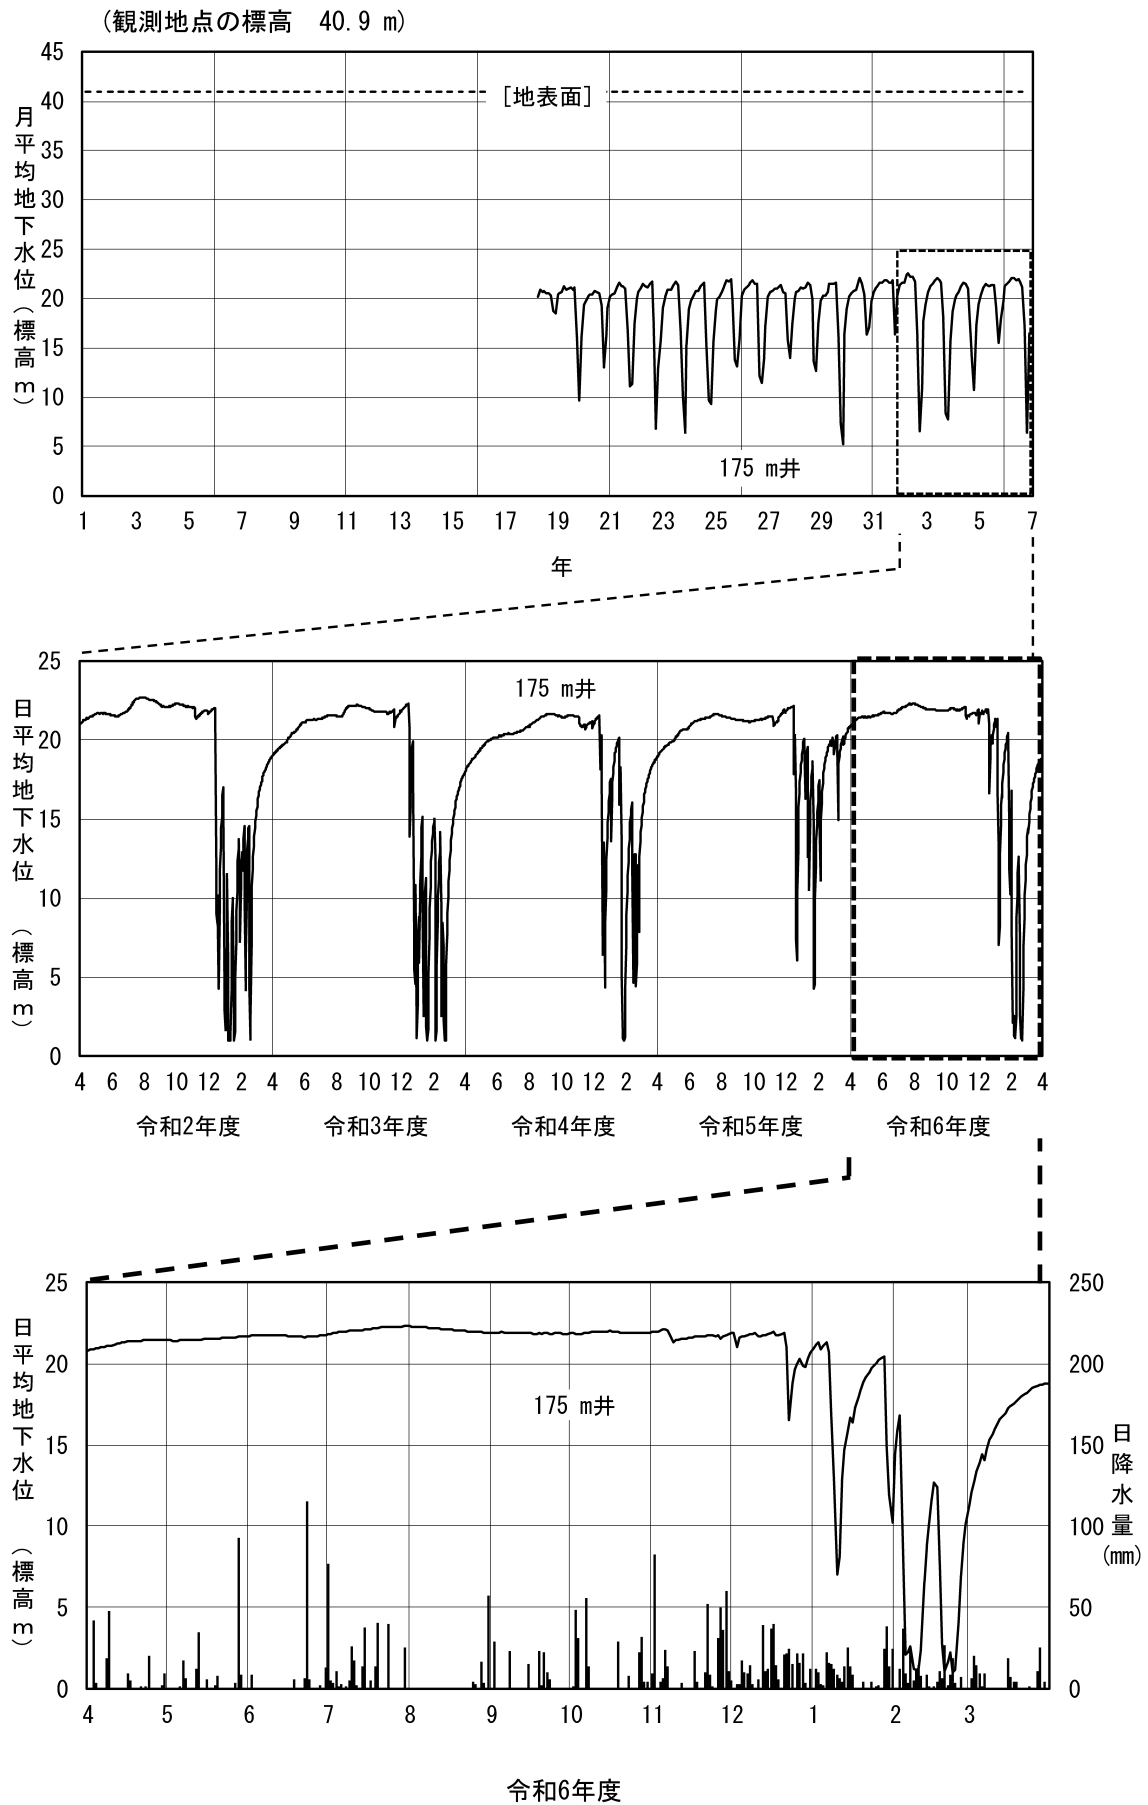 (観測地点の標高　40.9 m)
45
40
35
30
25
20
15
10
5
0
月平均地下水位(標高m)
[地表面]
175 m井
1 3 5 7 9 11 13 15 17 19 21 23 25 27 29 31 3 5 7
年
25
20
15
10
5
0
日平均地下水位　(標高m)
175 m井
4 6 8 10 12 2 4 6 8 10 12 2 4 6 8 10 12 2 4 6 8 10 12 2 4 6 8 10 12 2 4
令和2年度 令和3年度 令和4年度 令和5年度 令和6年度
25
20
15
10
5
0
日平均地下水位　(標高m)
175 m井
250
200
150
100
50
0
日降水量(mm)
4 5 6 7 8 9 10 11 12 1 2 3
令和6年度